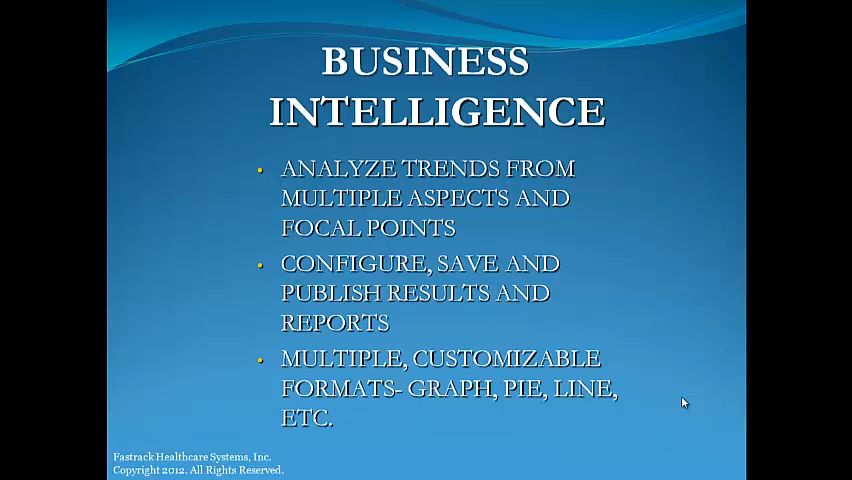 BUSINESS
INTELLIGENCE
• ANALYZE TRENDS FROM
MULTIPLE ASPECTS AND
FOCAL POINTS
• CONFIGURE, SAVE AND
PUBLISH RESULTS AND
REPORTS
• MULTIPLE, CUSTOMIZABLE
FORMATS- GRAPH, PIE, LINE,
ETC.
Fastrack Healthcare Systems, Inc.
Copyright 2012. All Rights Reserved.